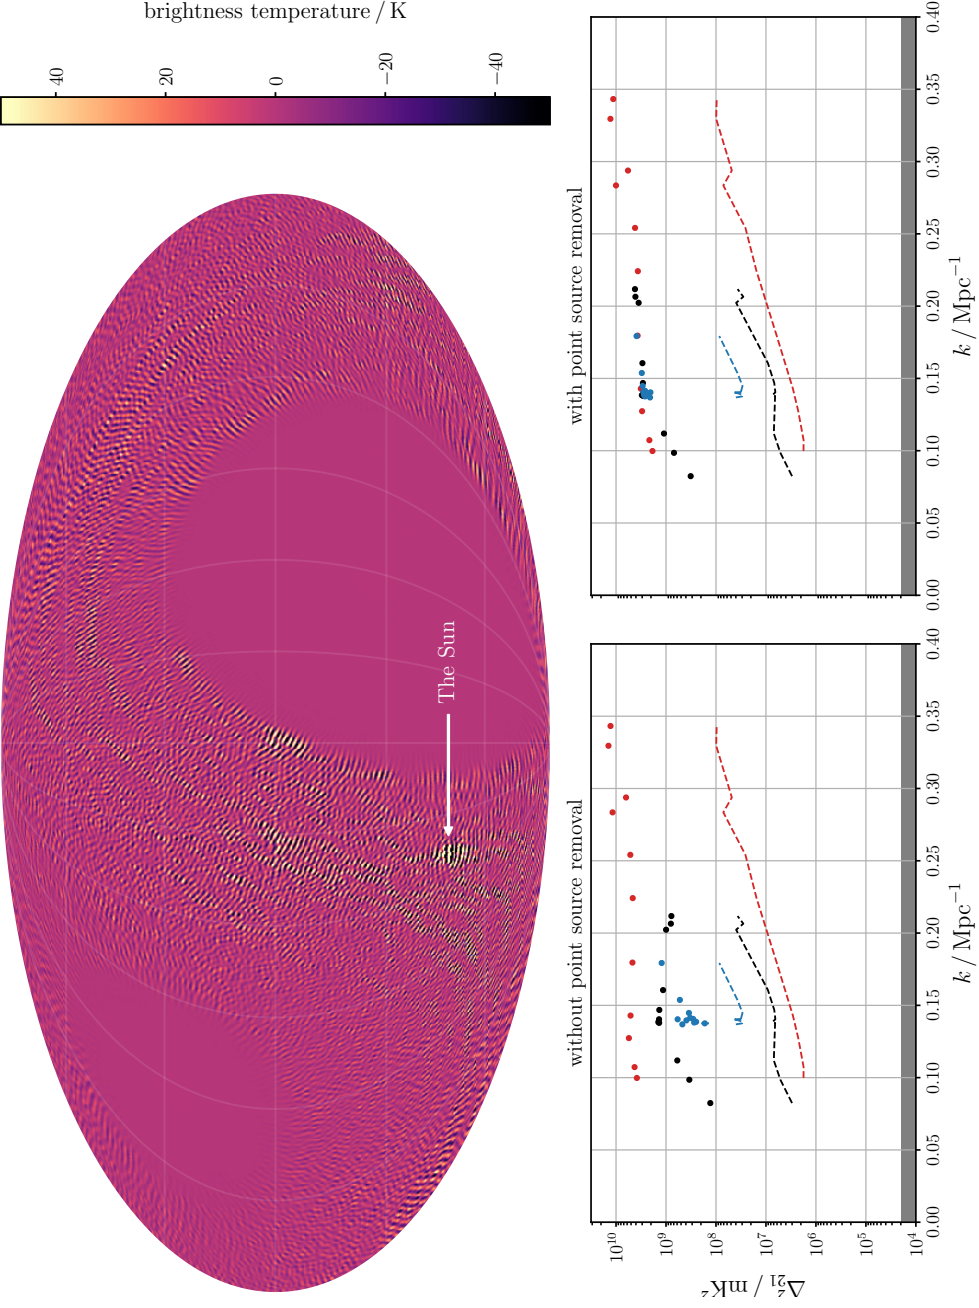 The Sun
40
20
0
−20
−40
brightness temperature / K
without point source removal
Δ²₂₁ / mK²
10¹⁰
10⁹
10⁸
10⁷
10⁶
10⁵
10⁴
0.00 0.05 0.10 0.15 0.20 0.25 0.30 0.35 0.40
k / Mpc⁻¹
with point source removal
0.00 0.05 0.10 0.15 0.20 0.25 0.30 0.35 0.40
k / Mpc⁻¹